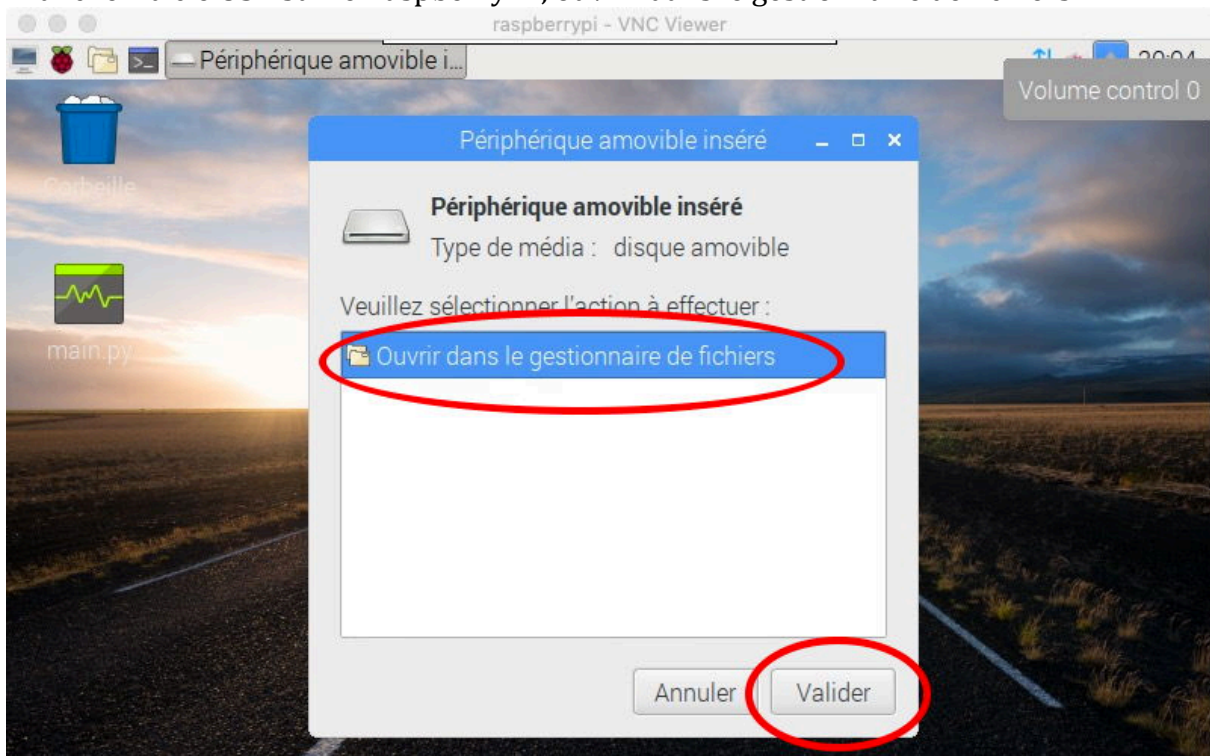 raspberrypi - VNC Viewer
Périphérique amovible i...
Volume control 0
Corbeille
main.py
Périphérique amovible inséré
Périphérique amovible inséré
Type de média : disque amovible
Veuillez sélectionner l'action à effectuer :
Ouvrir dans le gestionnaire de fichiers
Annuler
Valider